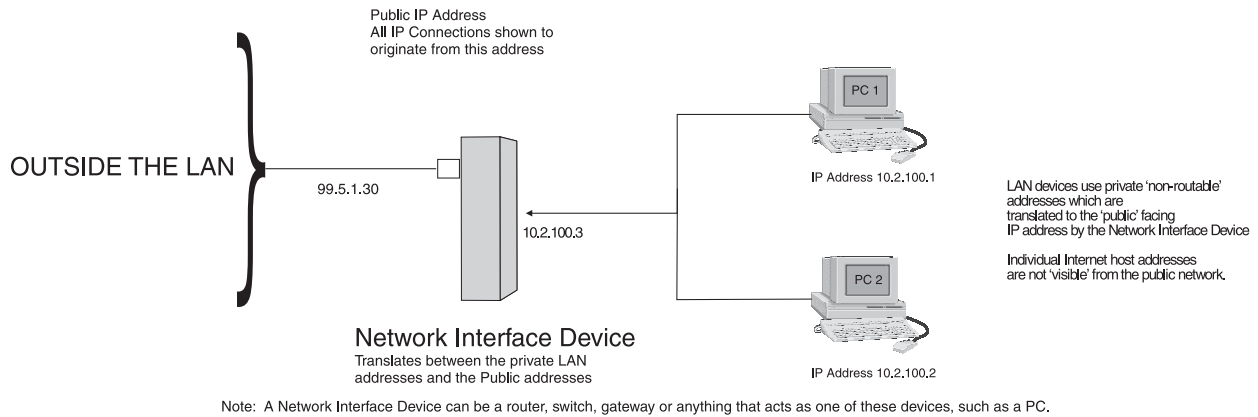 Public IP Address
All IP Connections shown to
originate from this address
PC 1
OUTSIDE THE LAN
99.5.1.30
IP Address 10.2.100.1
10.2.100.3
LAN devices use private 'non-routable'
addresses which are
translated to the 'public' facing
IP address by the Network Interface Device
Individual Internet host addresses
are not 'visible' from the public network.
PC 2
Network Interface Device
Translates between the private LAN
addresses and the Public addresses
IP Address 10.2.100.2
Note: A Network Interface Device can be a router, switch, gateway or anything that acts as one of these devices, such as a PC.